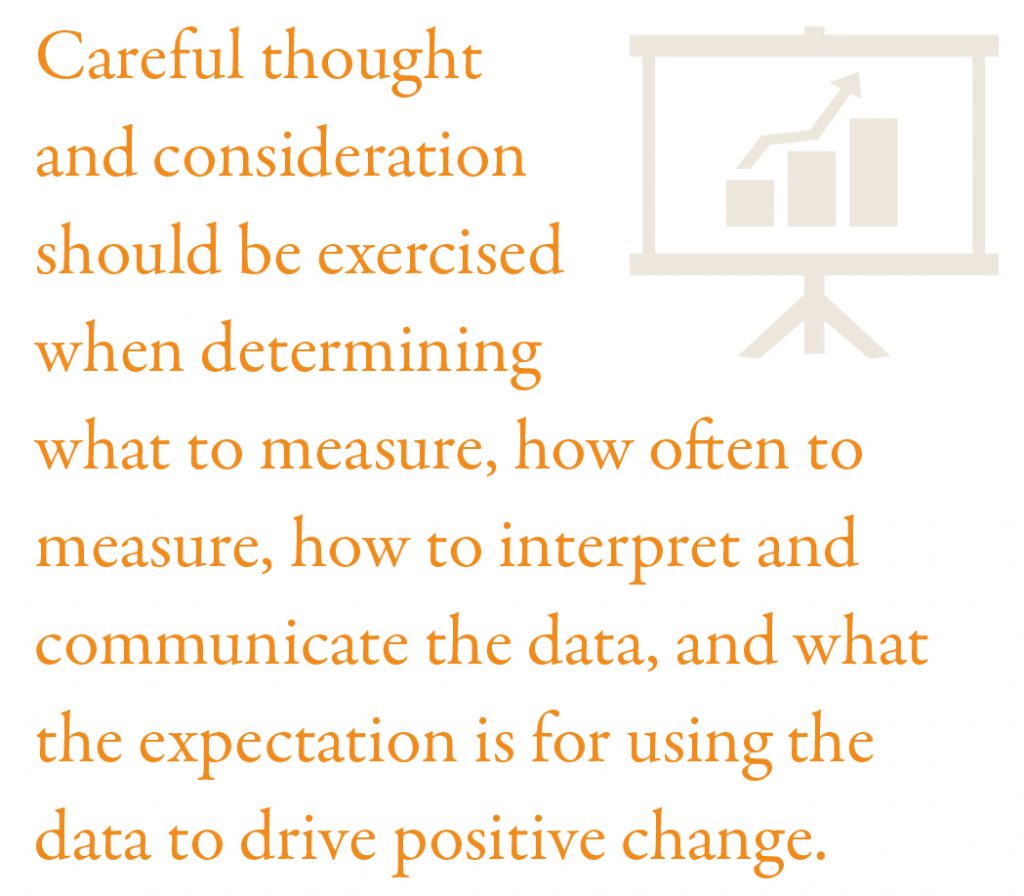 Careful thought
and consideration
should be exercised
when determining
what to measure, how often to
measure, how to interpret and
communicate the data, and what
the expectation is for using the
data to drive positive change.